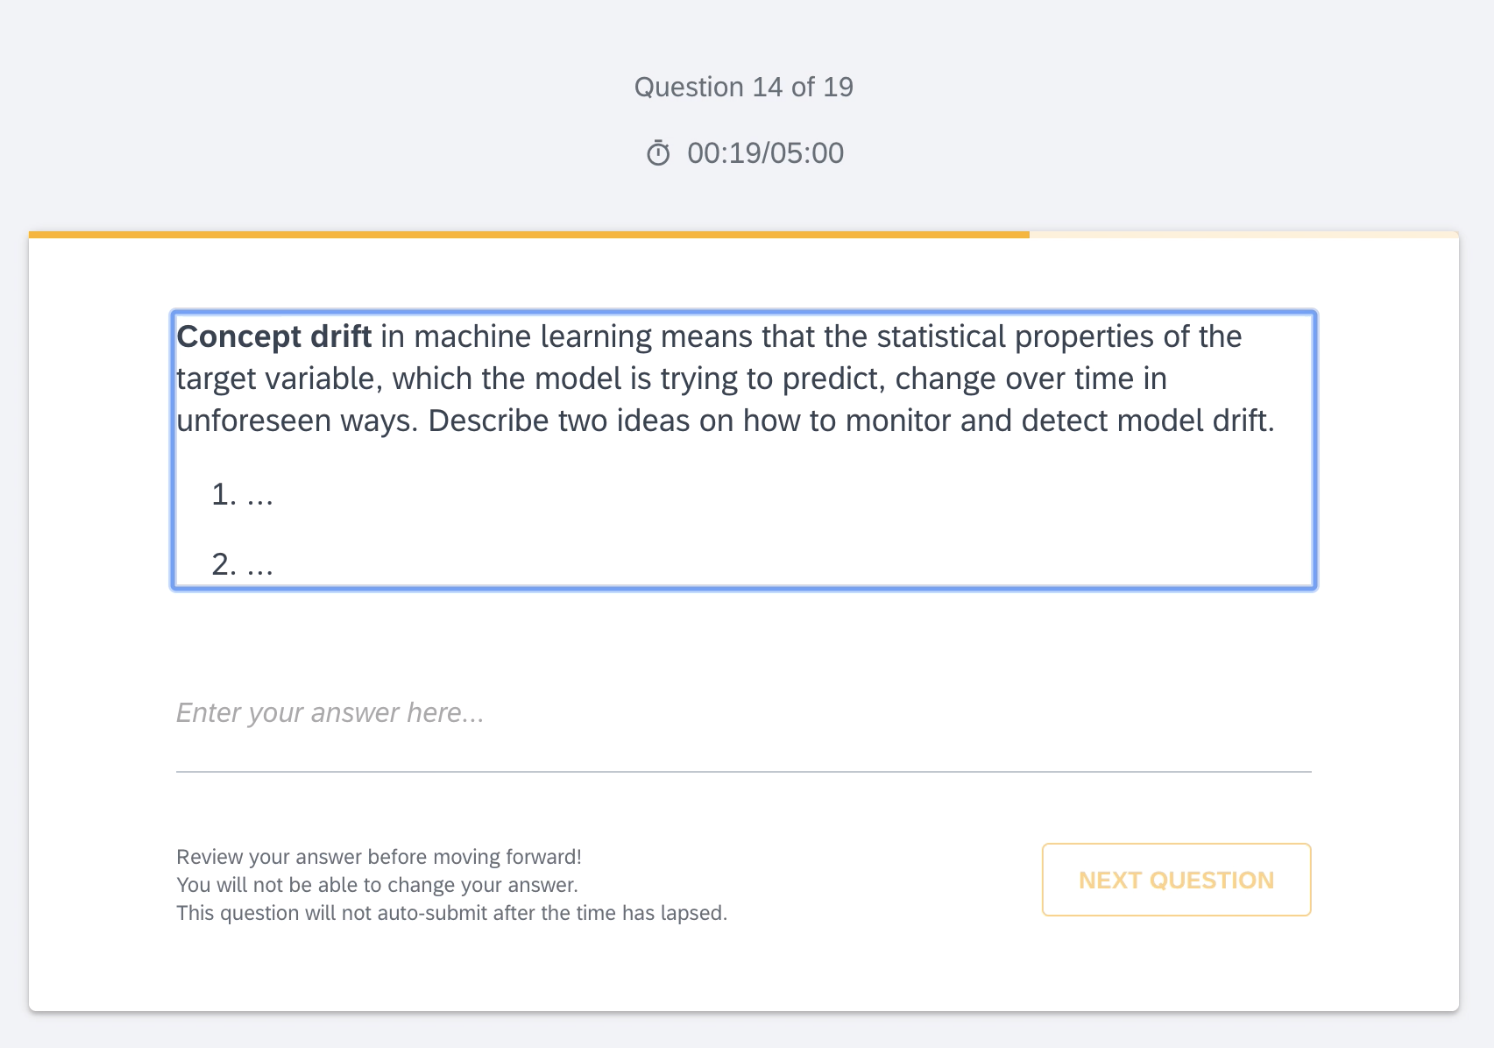 Question 14 of 19
00:19/05:00
Concept drift in machine learning means that the statistical properties of the
target variable, which the model is trying to predict, change over time in
unforeseen ways. Describe two ideas on how to monitor and detect model drift.
1. ...
2. ...
Enter your answer here...
Review your answer before moving forward!
You will not be able to change your answer.
This question will not auto-submit after the time has lapsed.
NEXT QUESTION